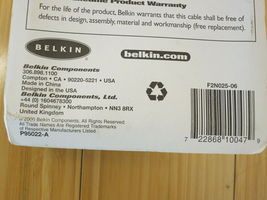 Product Warranty
For the life of the product, Belkin warrants that this cable shall be free of
defects in design, assembly, material and workmanship (free replacement).
BELKIN
belkin.com
Belkin Components
306.898.1100
Compton • CA • 90220-5221 • USA
Made in China
Designed in the USA
Belkin Components, Ltd.
+44 (0) 1604678300
Round Spinney • Northampton • NN3 8RX
United Kingdom
© 2000 Belkin Components. All Rights Reserved.
All Trade Names Are Registered Trademarks
of Respective Manufacturers Listed
P95022-A
F2N025-06
7 22868 10047 9